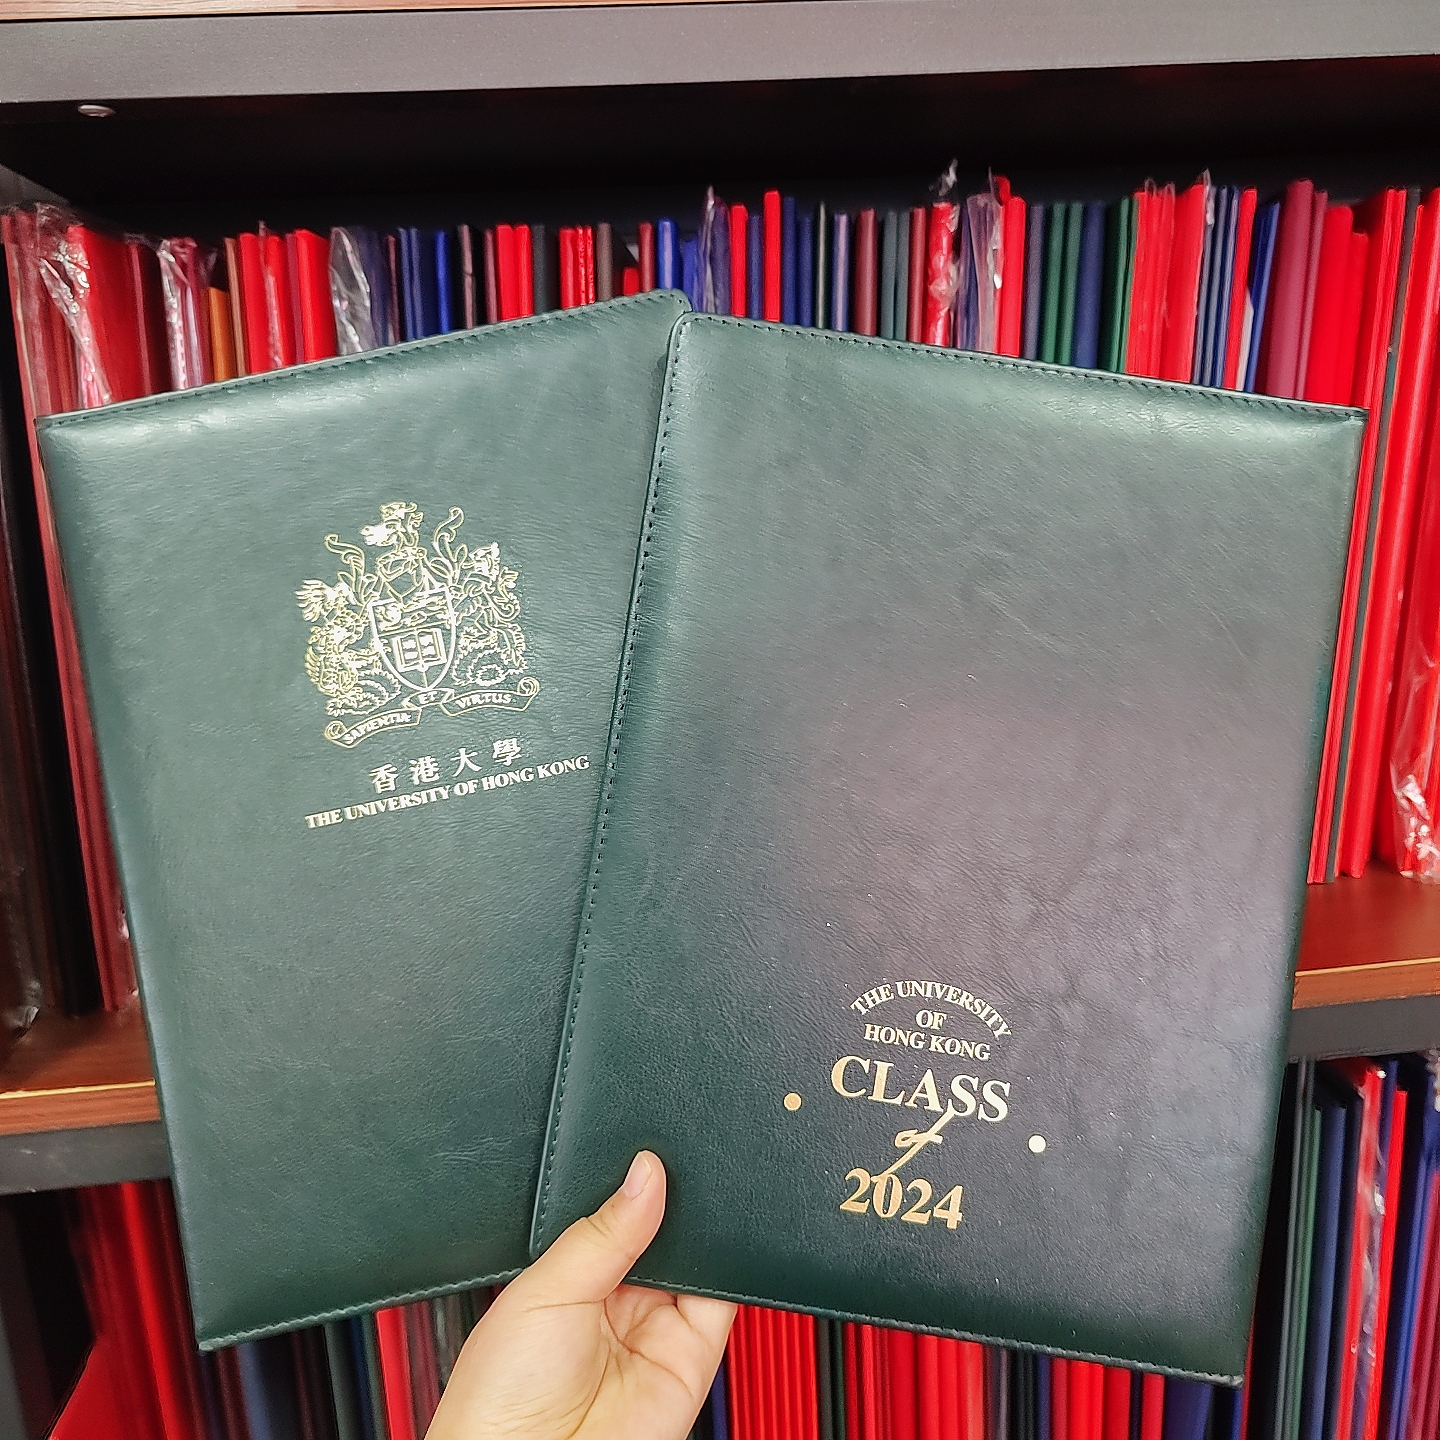 SAPIENTIA ET VIRTUS
香港大學
THE UNIVERSITY OF HONG KONG
THE UNIVERSITY
OF
HONG KONG
CLASS
of
2024